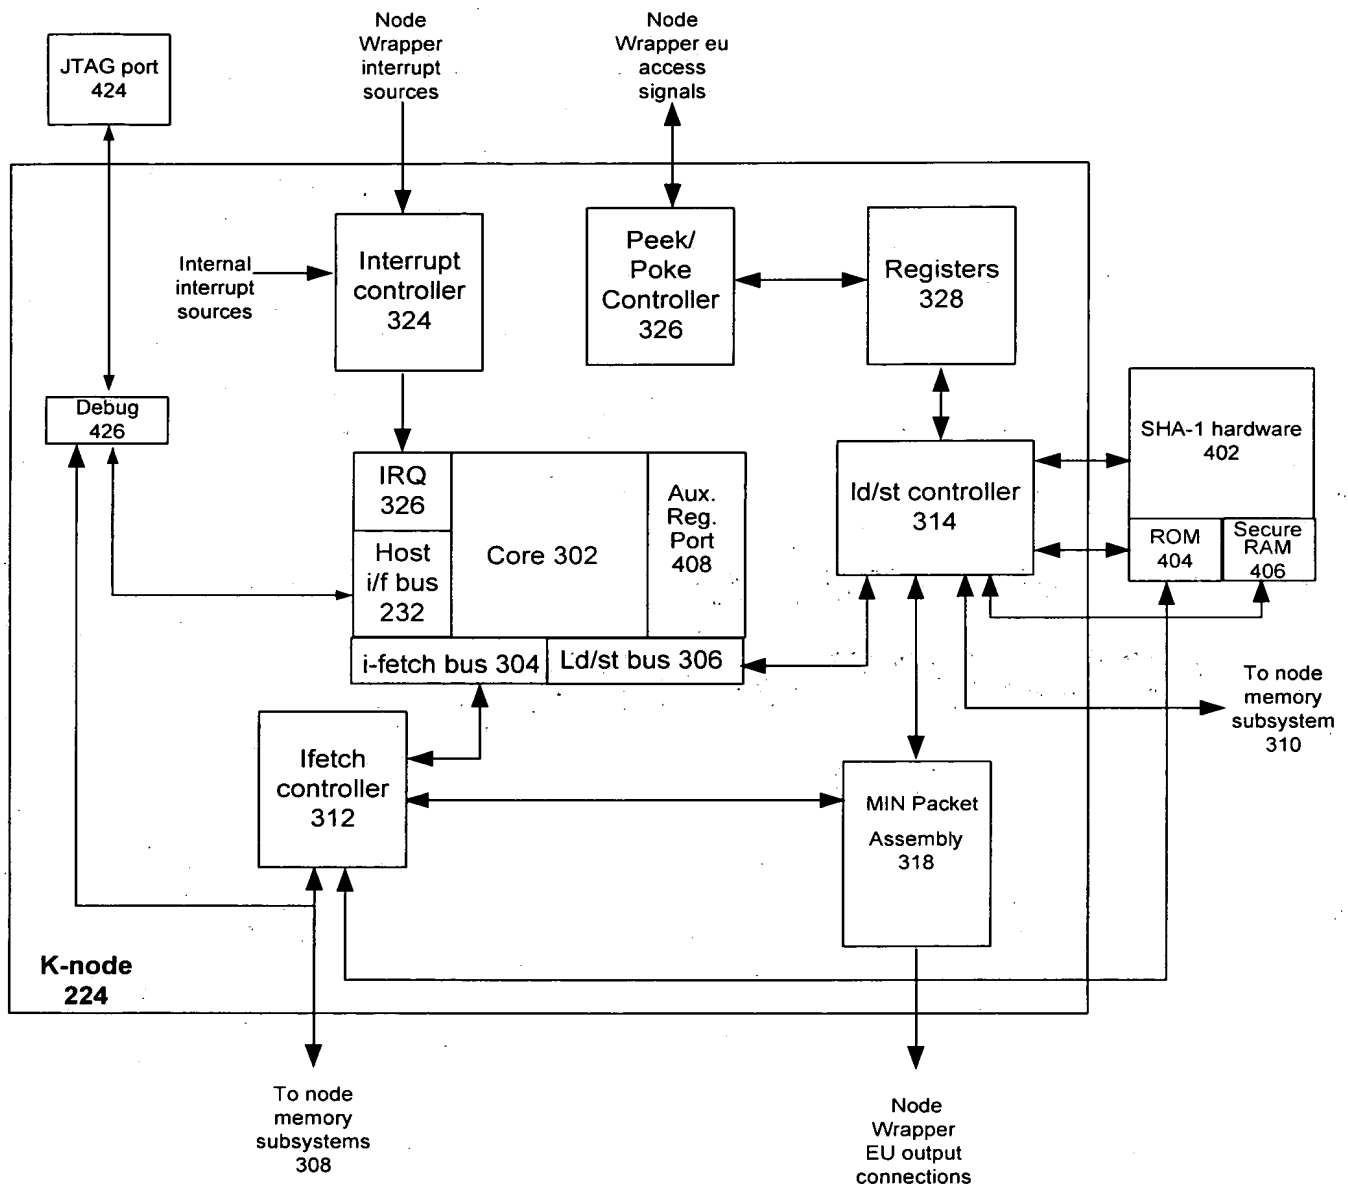 Node
Wrapper
interrupt
sources
Node
Wrapper eu
access
signals
JTAG port
424
Internal
interrupt
sources
Interrupt
controller
324
Peek/
Poke
Controller
326
Registers
328
Debug
426
SHA-1 hardware
402
ROM
404
Secure
RAM
406
IRQ
326
Host
i/f bus
232
Core 302
Aux.
Reg.
Port
408
ld/st controller
314
i-fetch bus 304
Ld/st bus 306
To node
memory
subsystem
310
Ifetch
controller
312
MIN Packet
Assembly
318
K-node
224
To node
memory
subsystems
308
Node
Wrapper
EU output
connections